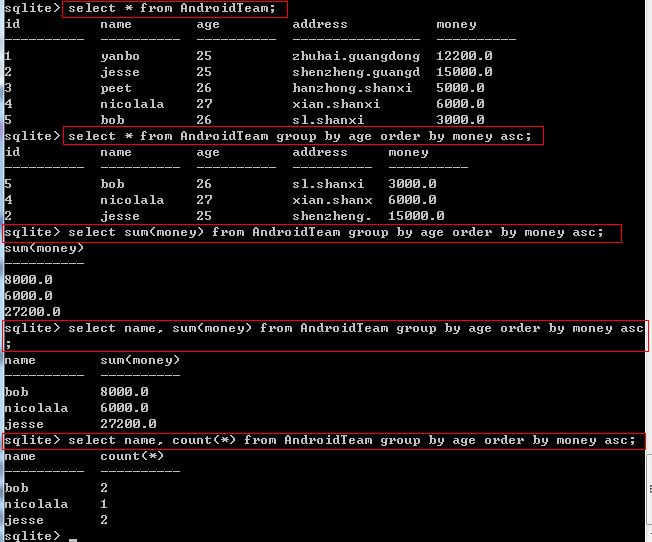 sqlite> select * from AndroidTeam;
id          name        age         address           money
----------  ----------  ----------  ----------------  ----------
1           yanbo       25          zhuhai.guangdong  12200.0
2           jesse       25          shenzheng.guangd  15000.0
3           peet        26          hanzhong.shanxi   5000.0
4           nicolala    27          xian.shanxi       6000.0
5           bob         26          sl.shanxi         3000.0
sqlite> select * from AndroidTeam group by age order by money asc;
id          name        age         address     money
----------  ----------  ----------  ----------  ----------
5           bob         26          sl.shanxi   3000.0
4           nicolala    27          xian.shanx  6000.0
2           jesse       25          shenzheng.  15000.0
sqlite> select sum(money) from AndroidTeam group by age order by money asc;
sum(money)
----------
8000.0
6000.0
27200.0
sqlite> select name, sum(money) from AndroidTeam group by age order by money asc
;
name        sum(money)
----------  ----------
bob         8000.0
nicolala    6000.0
jesse       27200.0
sqlite> select name, count(*) from AndroidTeam group by age order by money asc;
name        count(*)
----------  ----------
bob         2
nicolala    1
jesse       2
sqlite> _